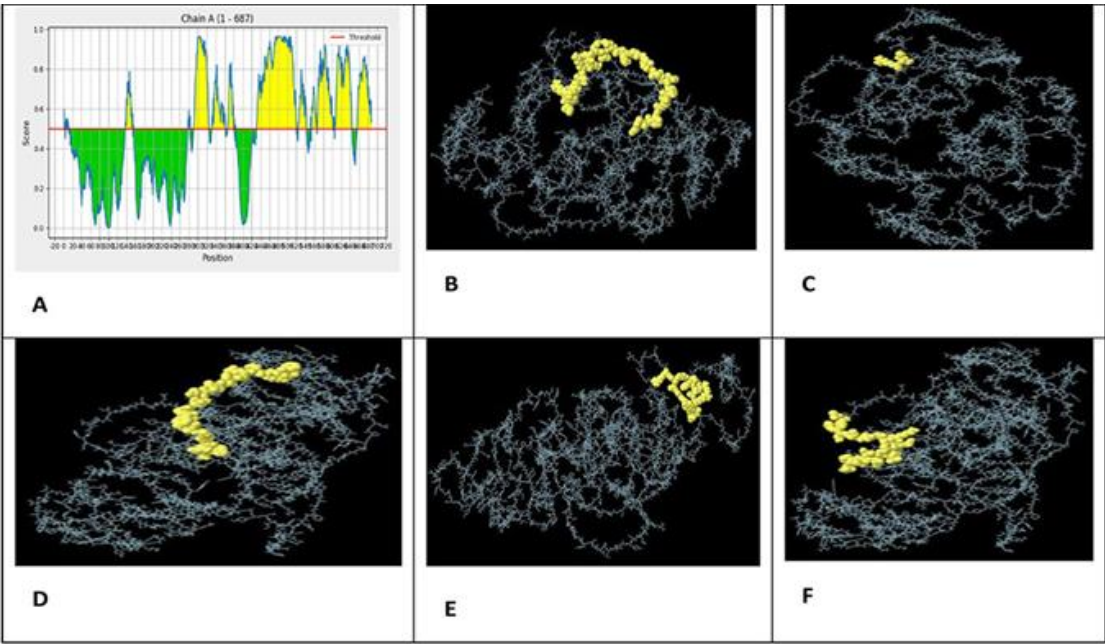 Chain A (1 - 687)
Threshold
1.0
0.8
0.6
0.4
0.2
0.0
Score
Position
A
B
C
D
E
F